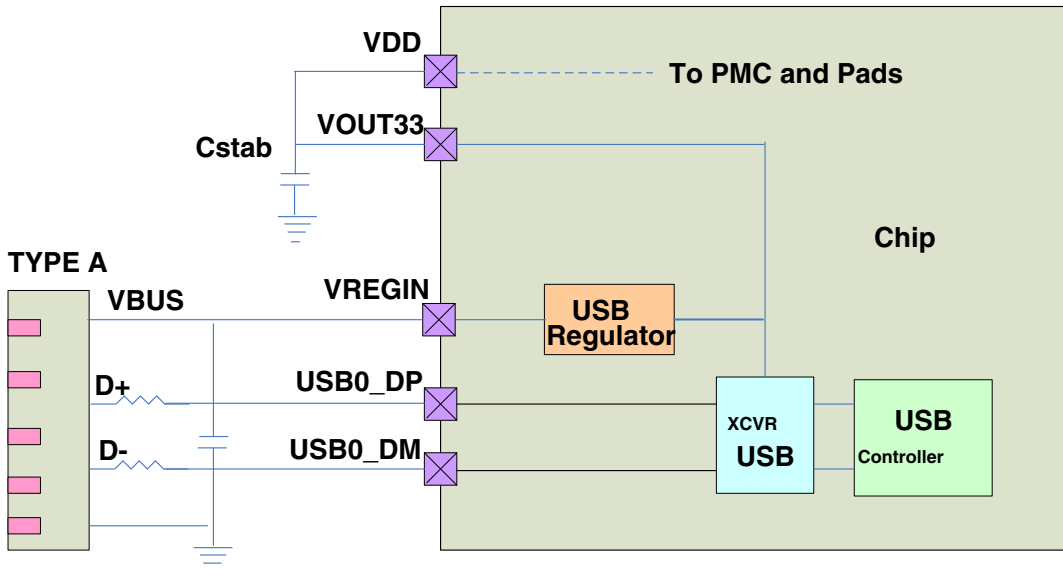 VDD
To PMC and Pads
VOUT33
Cstab
Chip
TYPE A
VBUS
VREGIN
USB
Regulator
D+
USB0_DP
D-
USB0_DM
XCVR
USB
USB
Controller